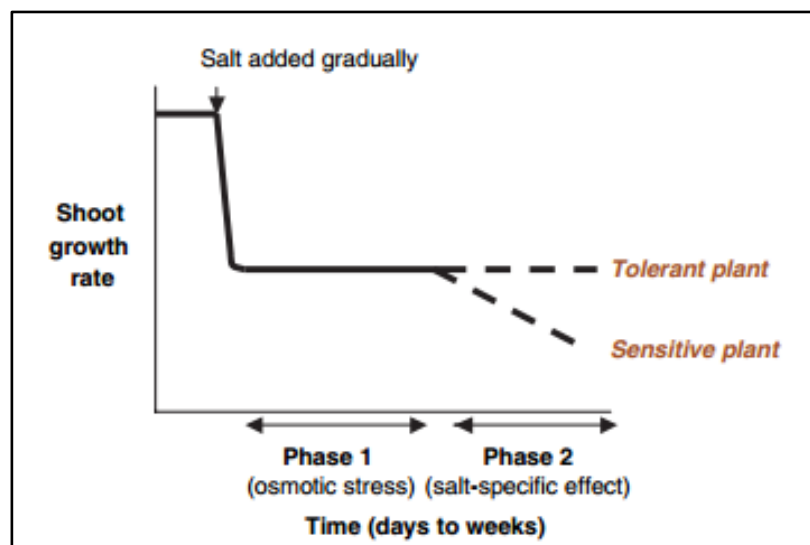 Salt added gradually
Shoot
growth
rate
Tolerant plant
Sensitive plant
Phase 1
(osmotic stress)
Phase 2
(salt-specific effect)
Time (days to weeks)